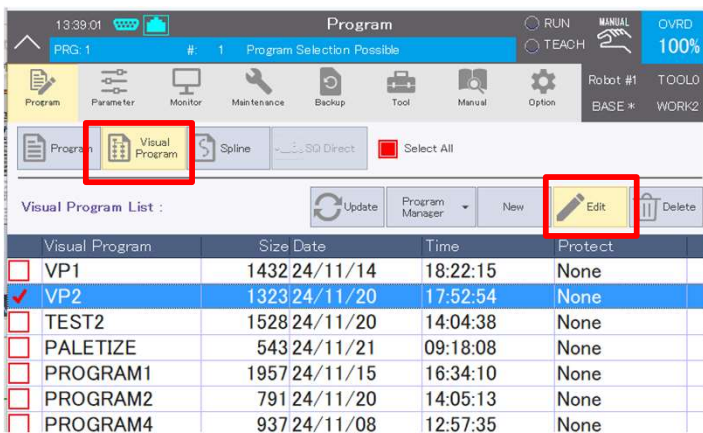 13:39:01 Program RUN MANUAL OVRD
PRG: 1 #: 1 Program Selection Possible TEACH 100%
Program Parameter Monitor Maintenance Backup Tool Manual Option Robot #1 TOOL0
BASE * WORK2
Program Visual Program Spline SQ Direct Select All
Visual Program List : Update Program Manager New Edit Delete
Visual Program Size Date Time Protect
VP1 1432 24/11/14 18:22:15 None
VP2 1323 24/11/20 17:52:54 None
TEST2 1528 24/11/20 14:04:38 None
PALETIZE 543 24/11/21 09:18:08 None
PROGRAM1 1957 24/11/15 16:34:10 None
PROGRAM2 791 24/11/20 14:05:13 None
PROGRAM4 937 24/11/08 12:57:35 None